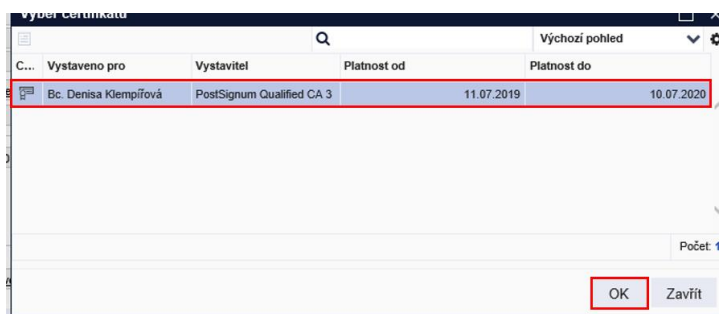 Výběr certifikátu
Výchozí pohled
C... Vystaveno pro Vystavitel Platnost od Platnost do
Bc. Denisa Klempířová PostSignum Qualified CA 3 11.07.2019 10.07.2020
Počet: 1
OK Zavřít